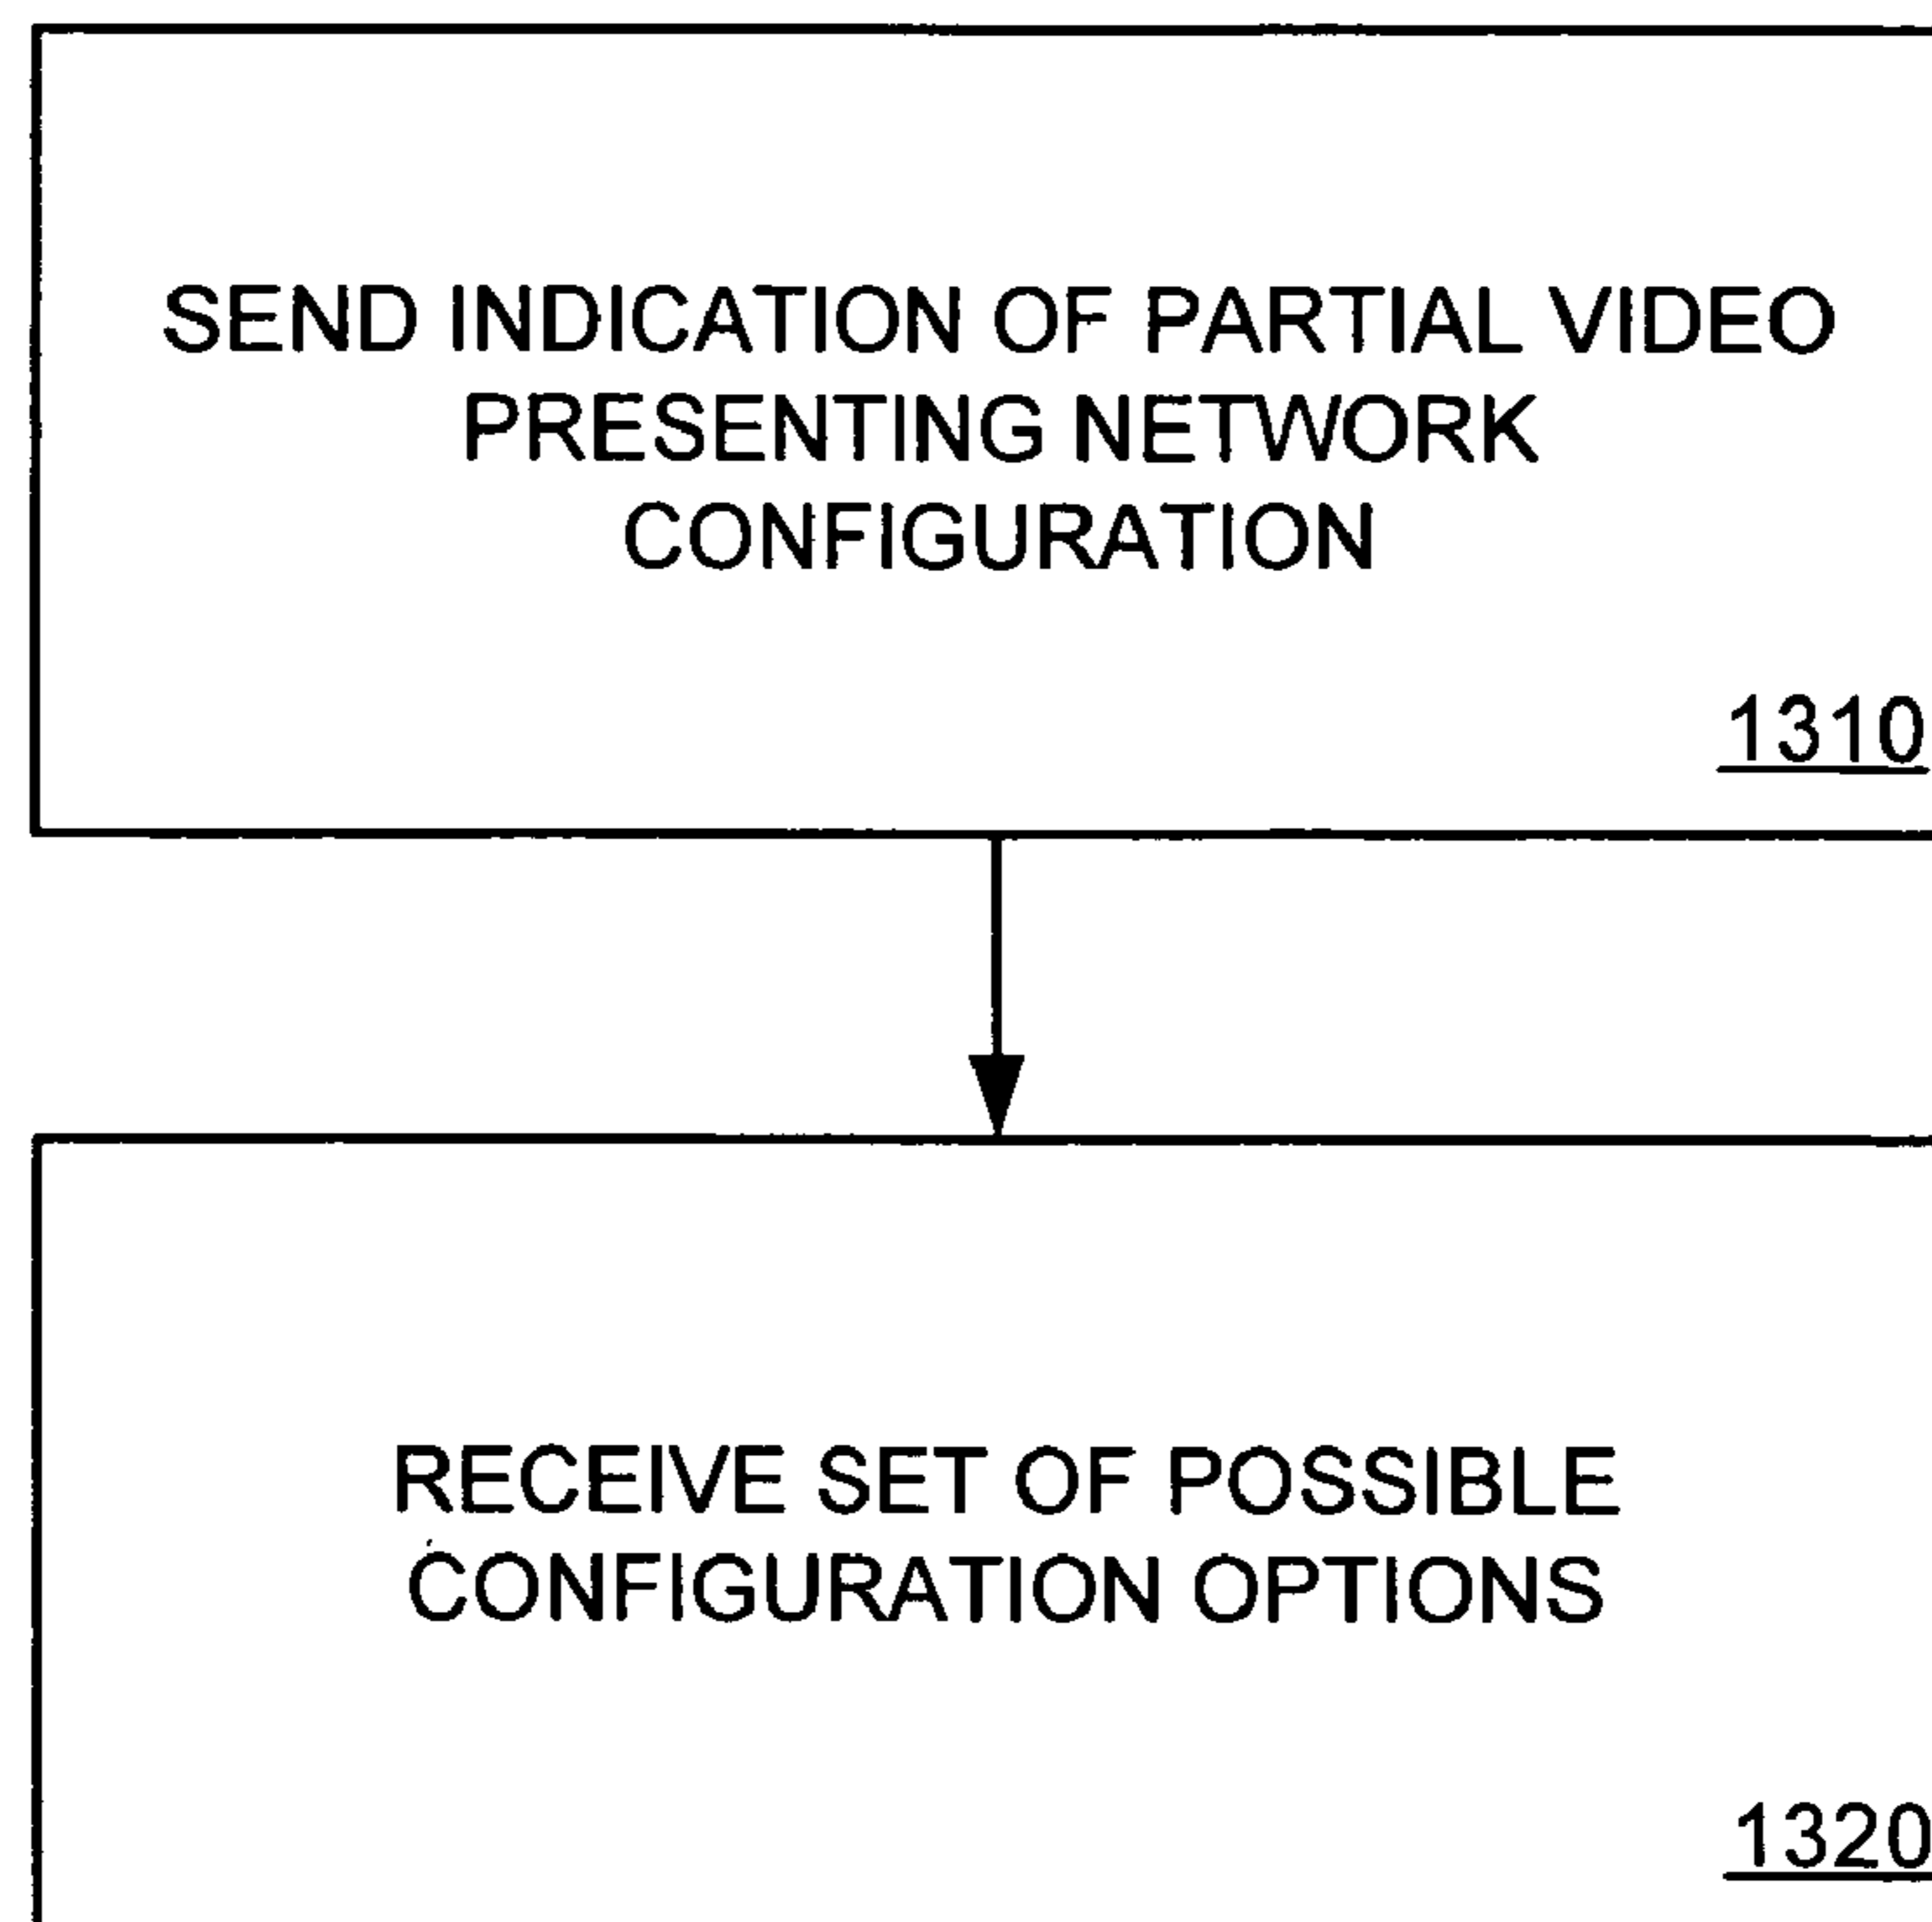 SEND INDICATION OF PARTIAL VIDEO
PRESENTING NETWORK
CONFIGURATION
1310
RECEIVE SET OF POSSIBLE
CONFIGURATION OPTIONS
1320